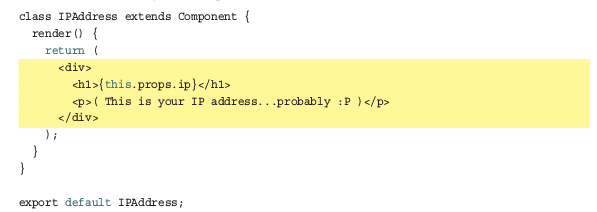 class IPAddress extends Component {
  render() {
    return (
      <div>
        <h1>{this.props.ip}</h1>
        <p>( This is your IP address...probably :P )</p>
      </div>
    );
  }
}

export default IPAddress;